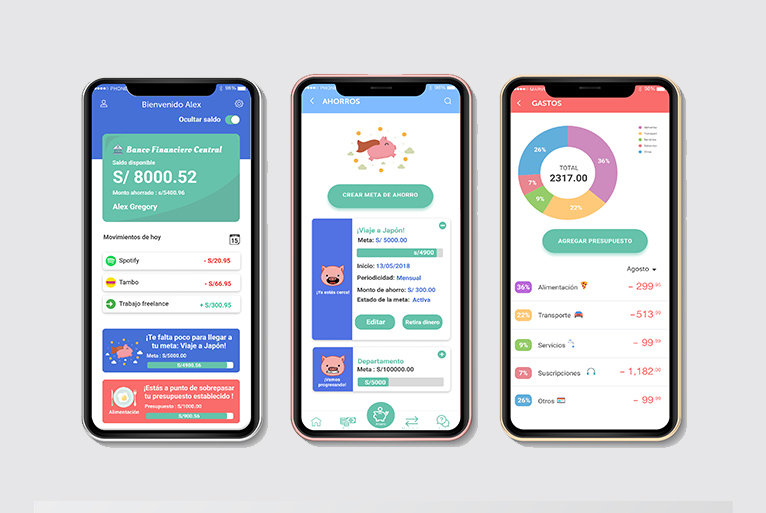 PHONE
96%
Bienvenido Alex
Ocultar saldo
Banco Financiero Central
Saldo disponible
S/ 8000.52
Monto ahorrado : s/5400.96
Alex Gregory
Movimientos de hoy
15
Spotify
- S/20.95
Tambo
- S/66.95
Trabajo freelance
+ S/300.95
¡Te falta poco para llegar a
tu meta: Viaje a Japón!
Meta : S/5000.00
S/4900.56
¡Estás a punto de sobrepasar
tu presupuesto establecido !
Presupuesto : S/1000.00
S/900.56
Alimentación
PHONE
98%
AHORROS
CREAR META DE AHORRO
¡Viaje a Japón!
Meta: S/ 5000.00
s/4900
Inicio: 13/05/2018
Periodicidad: Mensual
Monto de ahorro: S/ 300.00
Estado de la meta: Activa
¡Ya estás cerca!
Editar
Retira dinero
Departamento
Meta : S/100000.00
S/5000
¡Vamos
progresando!
96%
GASTOS
26%
36%
7%
9%
22%
TOTAL
2317.00
AGREGAR PRESUPUESTO
Agosto
36% Alimentación - 299
22% Transporte - 513
9% Servicios - 99
7% Suscripciones - 1,182
26% Otros - 99